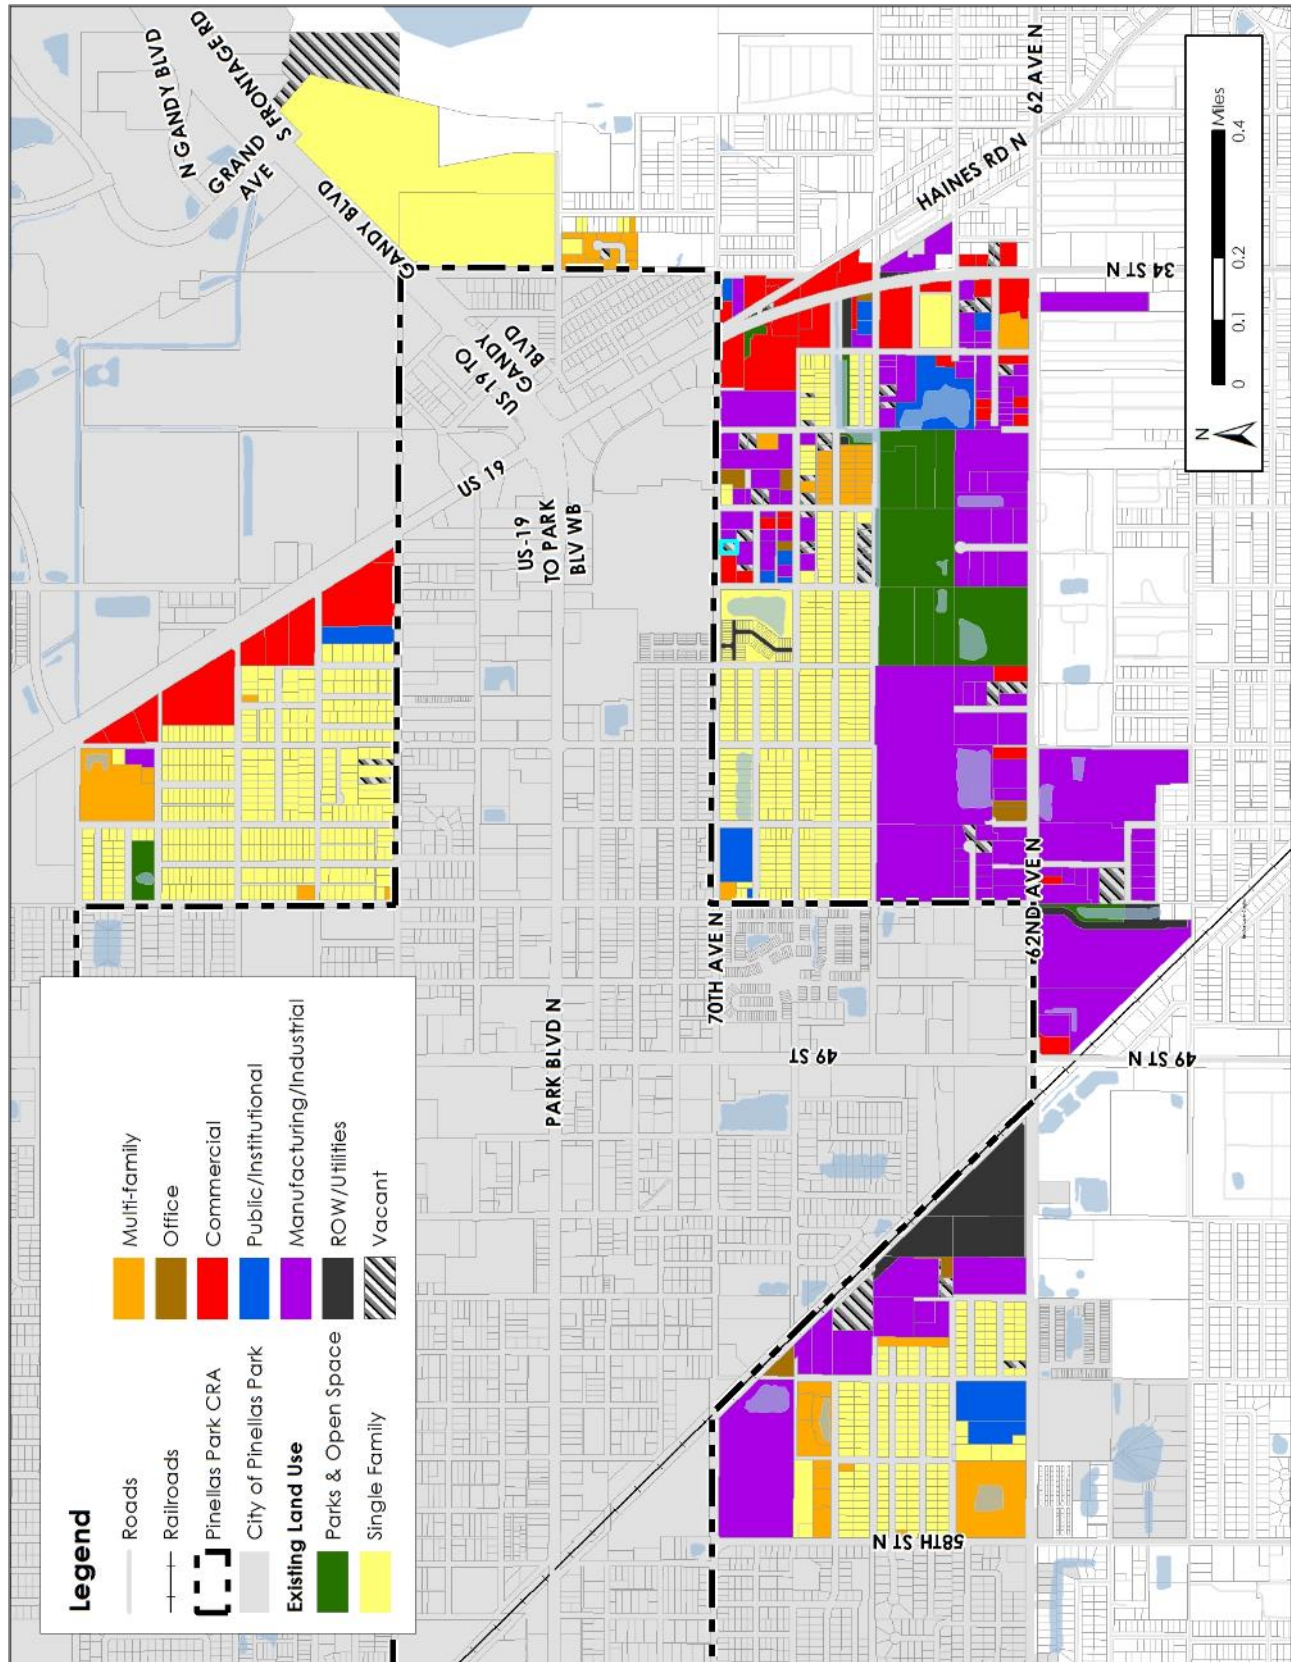 Legend
Roads
Railroads
Pinellas Park CRA
City of Pinellas Park
Existing Land Use
Parks & Open Space
Single Family
Multi-family
Office
Commercial
Public/Institutional
Manufacturing/Industrial
ROW/Utilities
Vacant
N GANDY BLVD
S FRONTAGE RD
GRAND
AVE
GANDY BLVD
US 19 TO
GANDY
BLVD
US 19
US-19
TO PARK
BLV WB
PARK BLVD N
70TH AVE N
49 ST
62ND AVE N
49 ST N
58TH ST N
62 AVE N
HAINES RD N
34 ST N
N
0
0.1
0.2
0.4
Miles